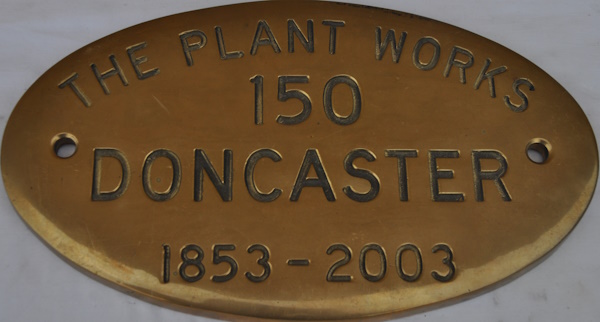 THE PLANT WORKS
150
DONCASTER
1853-2003